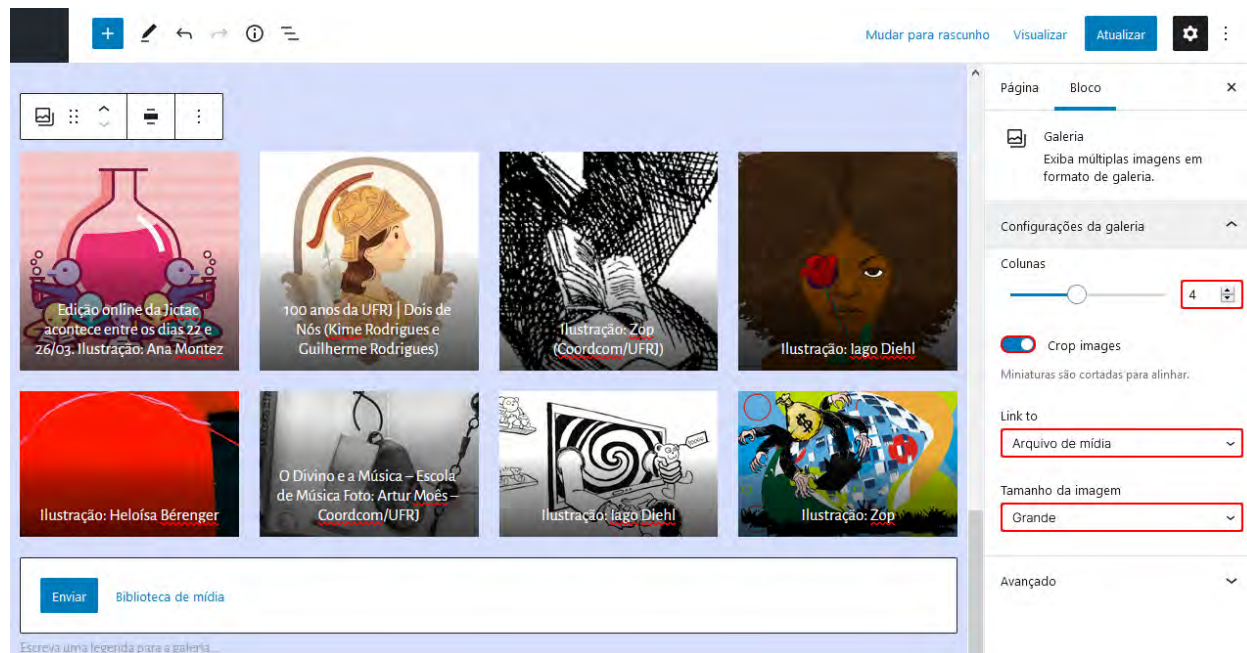 Mudar para rascunho Visualizar Atualizar
Página Bloco
Galeria
Exiba múltiplas imagens em
formato de galeria.
Configurações da galeria
Colunas
4
Crop images
Miniaturas são cortadas para alinhar.
Link to
Arquivo de mídia
Tamanho da imagem
Grande
Avançado
Edição online da Jictac
acontece entre os dias 22 e
26/03. Ilustração: Ana Montez
100 anos da UFRJ | Dois de
Nós (Kime Rodrigues e
Guilherme Rodrigues)
Ilustração: Zop
(Coordcom/UFRJ)
Ilustração: Iago Diehl
Ilustração: Heloísa Bérenger
O Divino e a Música – Escola
de Música Foto: Artur Moês –
Coordcom/UFRJ
Ilustração: Iago Diehl
Ilustração: Zop
Enviar Biblioteca de mídia
Escreva uma legenda para a galeria...